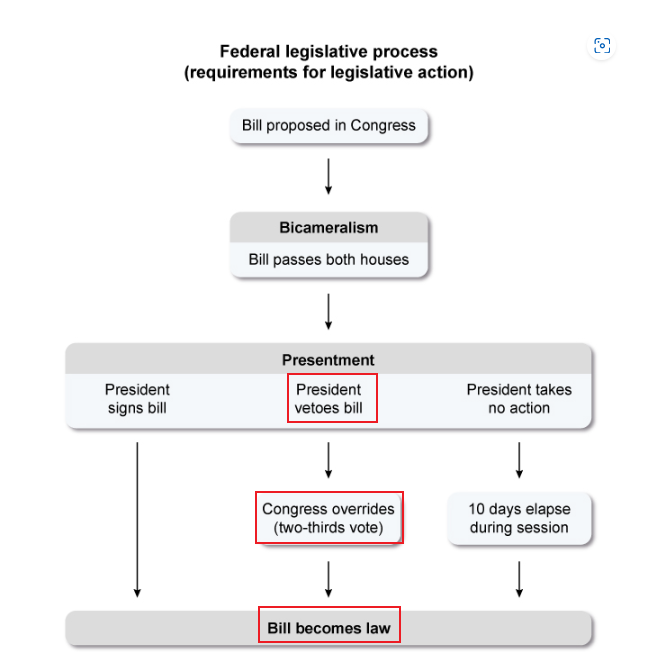 Federal legislative process
(requirements for legislative action)
Bill proposed in Congress
Bicameralism
Bill passes both houses
Presentment
President
signs bill
President
vetoes bill
President takes
no action
Congress overrides
(two-thirds vote)
10 days elapse
during session
Bill becomes law